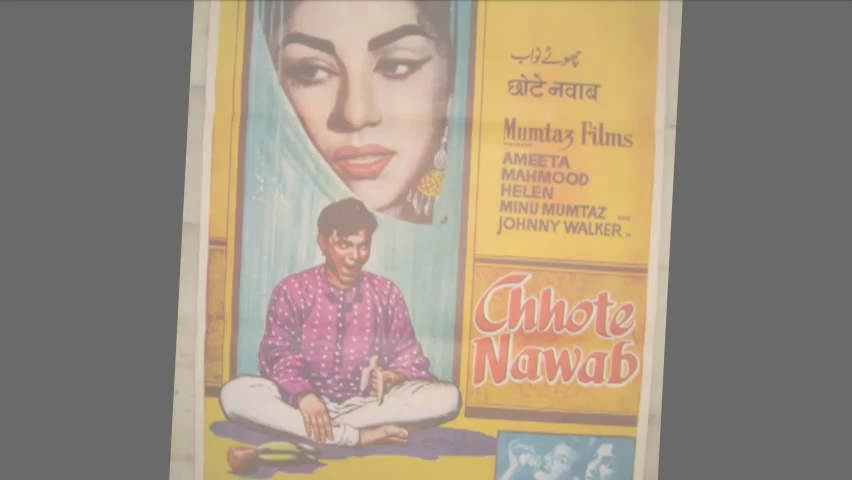 چھوٹے نواب
छोटे नवाब
Mumtaz Films
AMEETA
MAHMOOD
HELEN
MINU MUMTAZ
JOHNNY WALKER
Chhote
Nawab